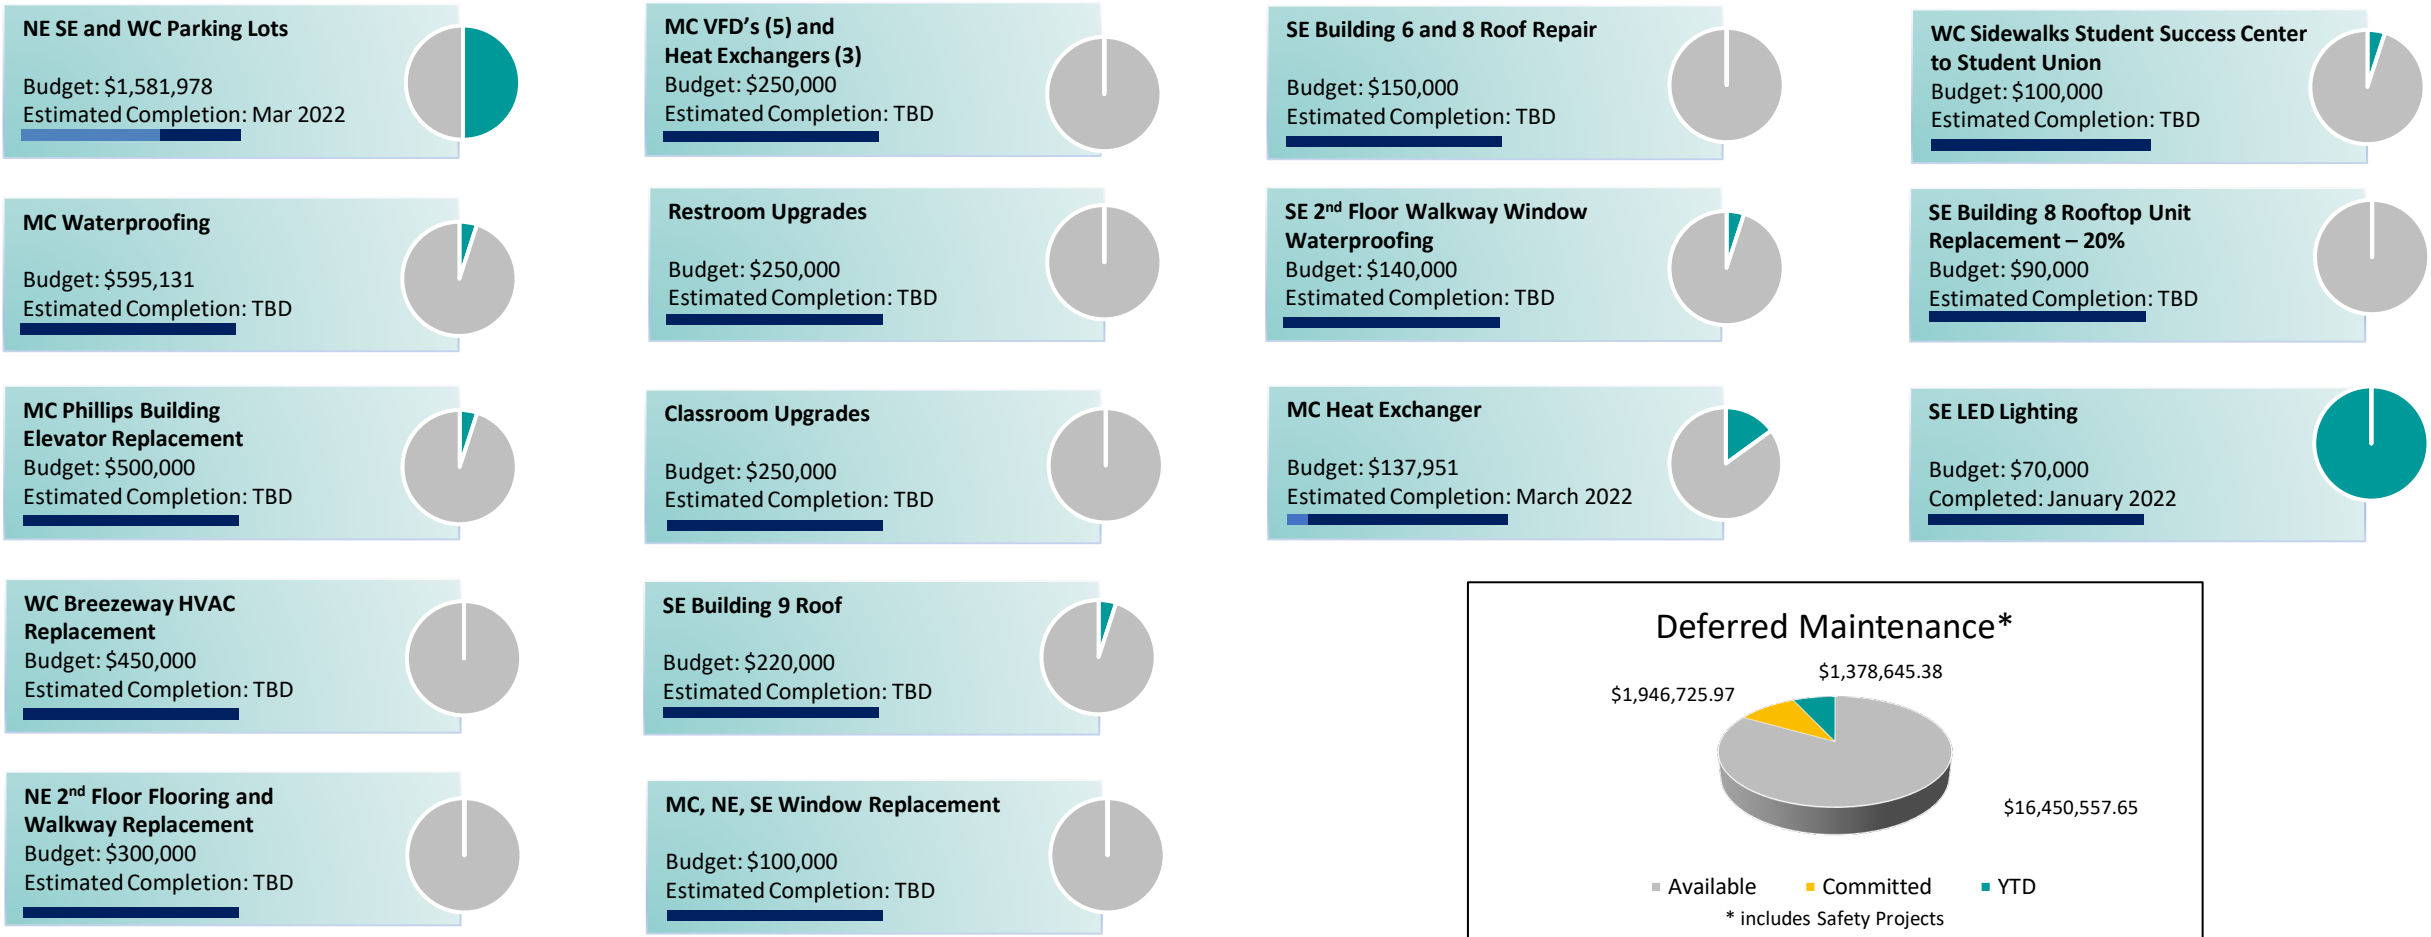 NE SE and WC Parking Lots
Budget: $1,581,978
Estimated Completion: Mar 2022
MC Waterproofing
Budget: $595,131
Estimated Completion: TBD
MC Phillips Building
Elevator Replacement
Budget: $500,000
Estimated Completion: TBD
WC Breezeway HVAC
Replacement
Budget: $450,000
Estimated Completion: TBD
NE 2nd Floor Flooring and
Walkway Replacement
Budget: $300,000
Estimated Completion: TBD
MC VFD’s (5) and
Heat Exchangers (3)
Budget: $250,000
Estimated Completion: TBD
Restroom Upgrades
Budget: $250,000
Estimated Completion: TBD
Classroom Upgrades
Budget: $250,000
Estimated Completion: TBD
SE Building 9 Roof
Budget: $220,000
Estimated Completion: TBD
MC, NE, SE Window Replacement
Budget: $100,000
Estimated Completion: TBD
SE Building 6 and 8 Roof Repair
Budget: $150,000
Estimated Completion: TBD
SE 2nd Floor Walkway Window
Waterproofing
Budget: $140,000
Estimated Completion: TBD
MC Heat Exchanger
Budget: $137,951
Estimated Completion: March 2022
WC Sidewalks Student Success Center
to Student Union
Budget: $100,000
Estimated Completion: TBD
SE Building 8 Rooftop Unit
Replacement – 20%
Budget: $90,000
Estimated Completion: TBD
SE LED Lighting
Budget: $70,000
Completed: January 2022
Deferred Maintenance*
$1,378,645.38
$1,946,725.97
$16,450,557.65
Available Committed YTD
* includes Safety Projects